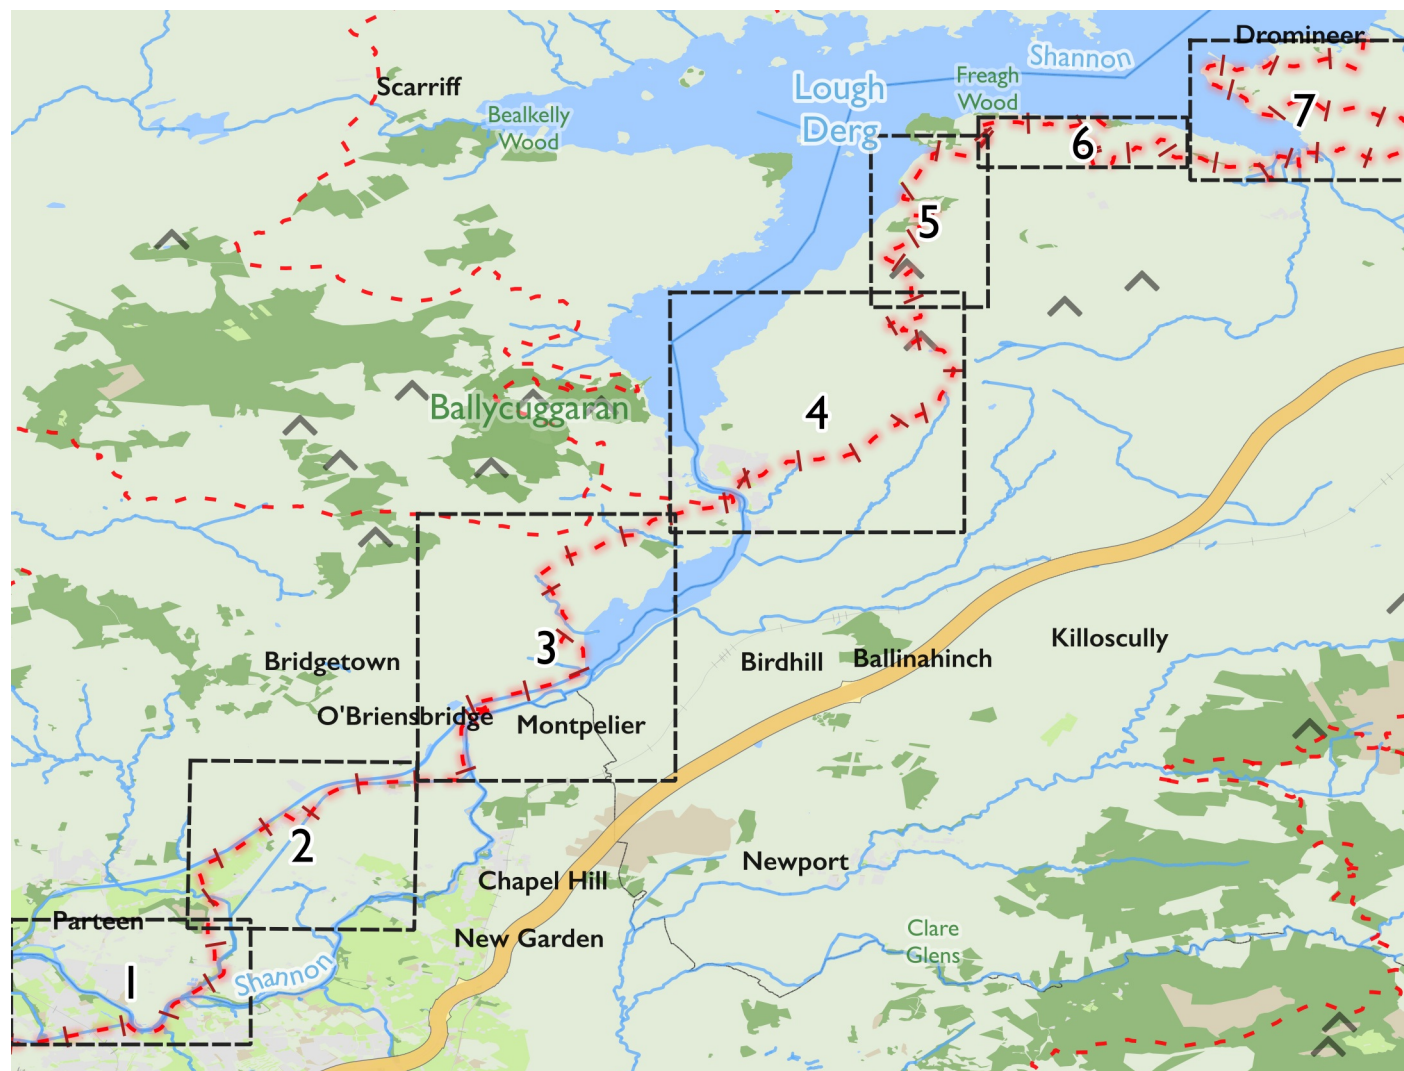 Dromineer
Shannon
Scarriff
Freagh
Wood
Lough
Derg
Bealkelly
Wood
7
6
5
Ballycuggaran
4
Killoscully
3
Bridgetown
Birdhill
Ballinahinch
O'Briensbridge
Montpelier
2
Newport
Chapel Hill
Parteen
New Garden
Clare
Glens
1
Shannon